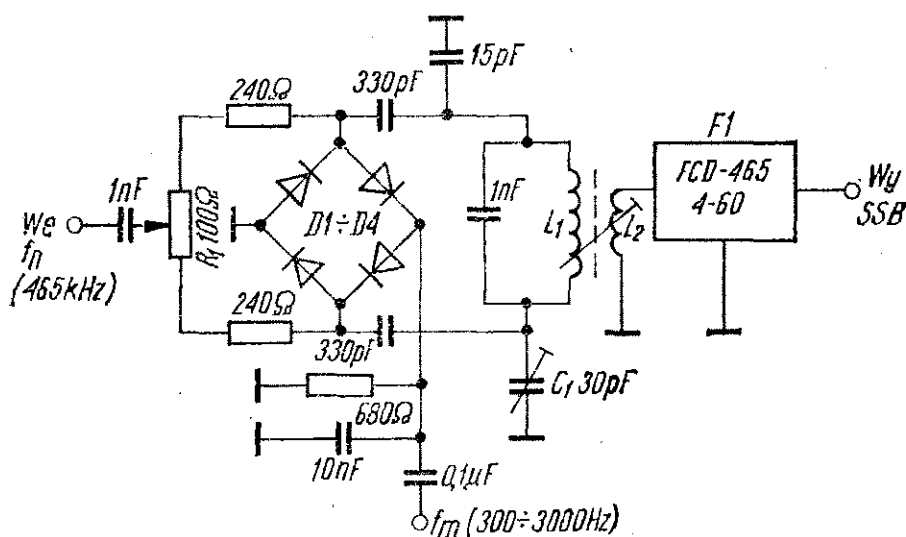 15pF
240Ω
330pF
F1
1nF
We
fn
(465kHz)
R1 100Ω
D1÷D4
1nF
L1
L2
FCD-465
4-60
Wy
SSB
240Ω
330pF
680Ω
10nF
C1 30pF
0,1µF
fm (300÷3000Hz)